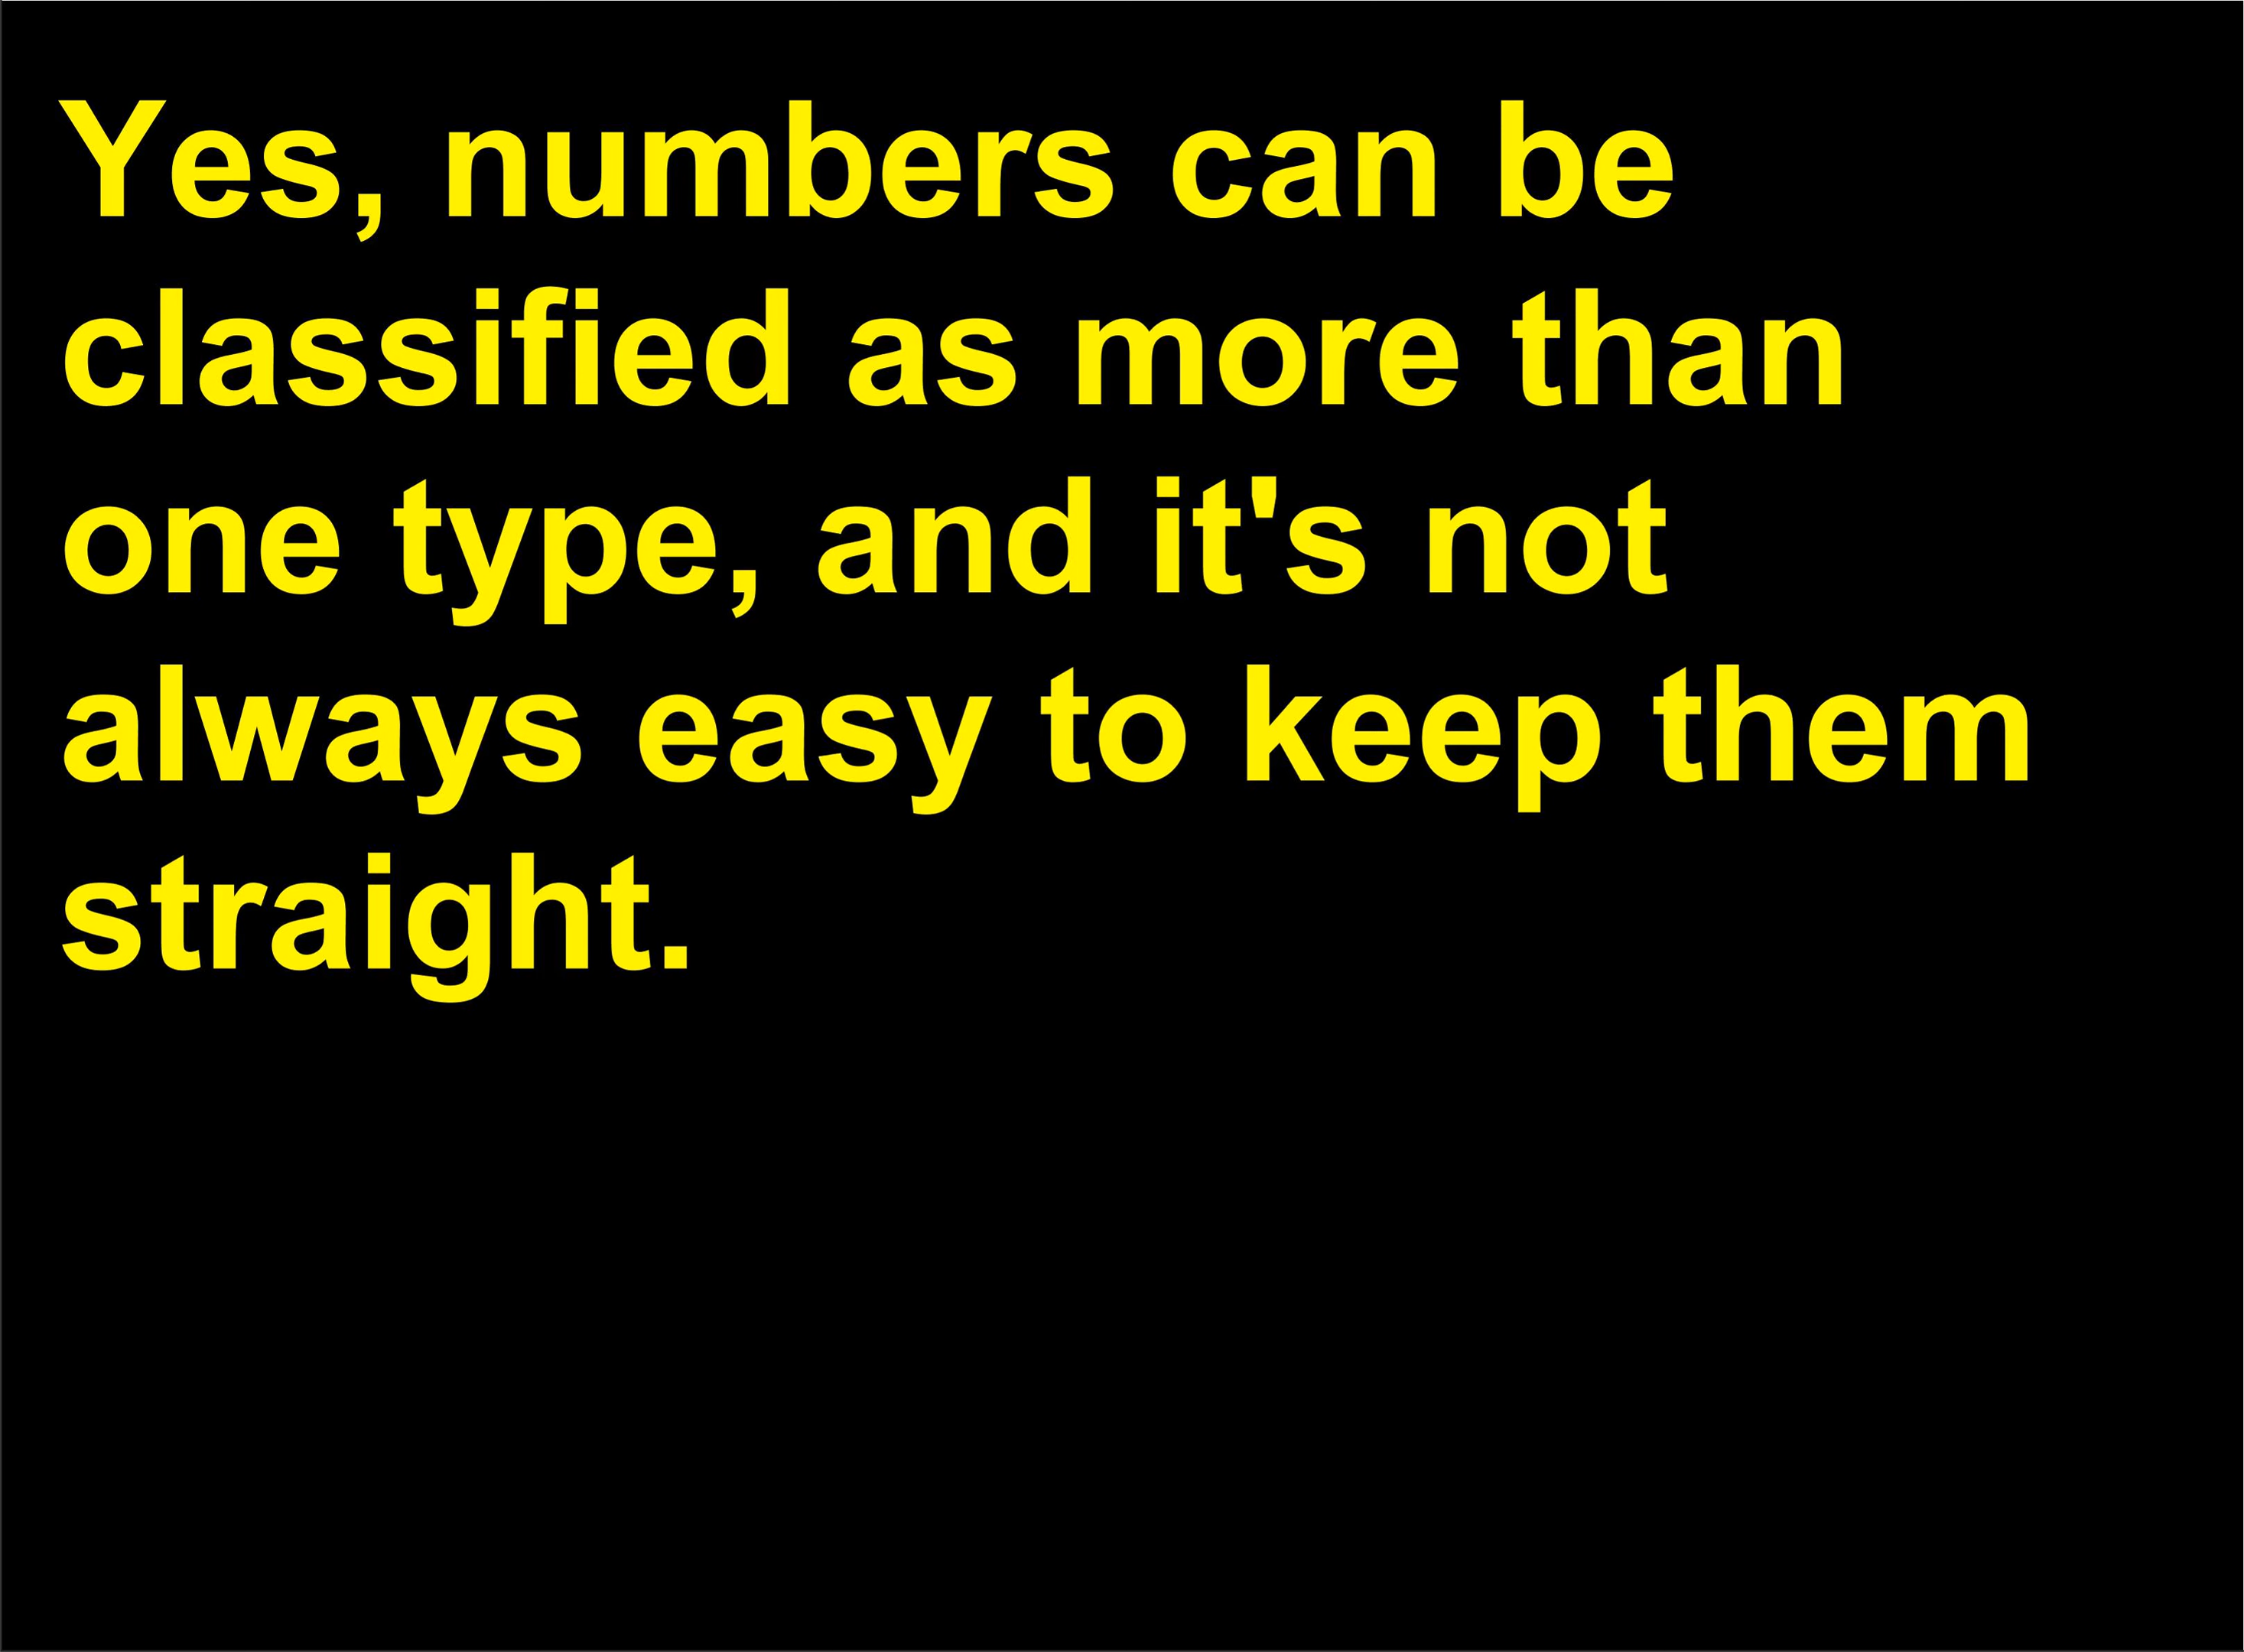 Yes, numbers can be
classified as more than
one type, and it's not
always easy to keep them
straight.